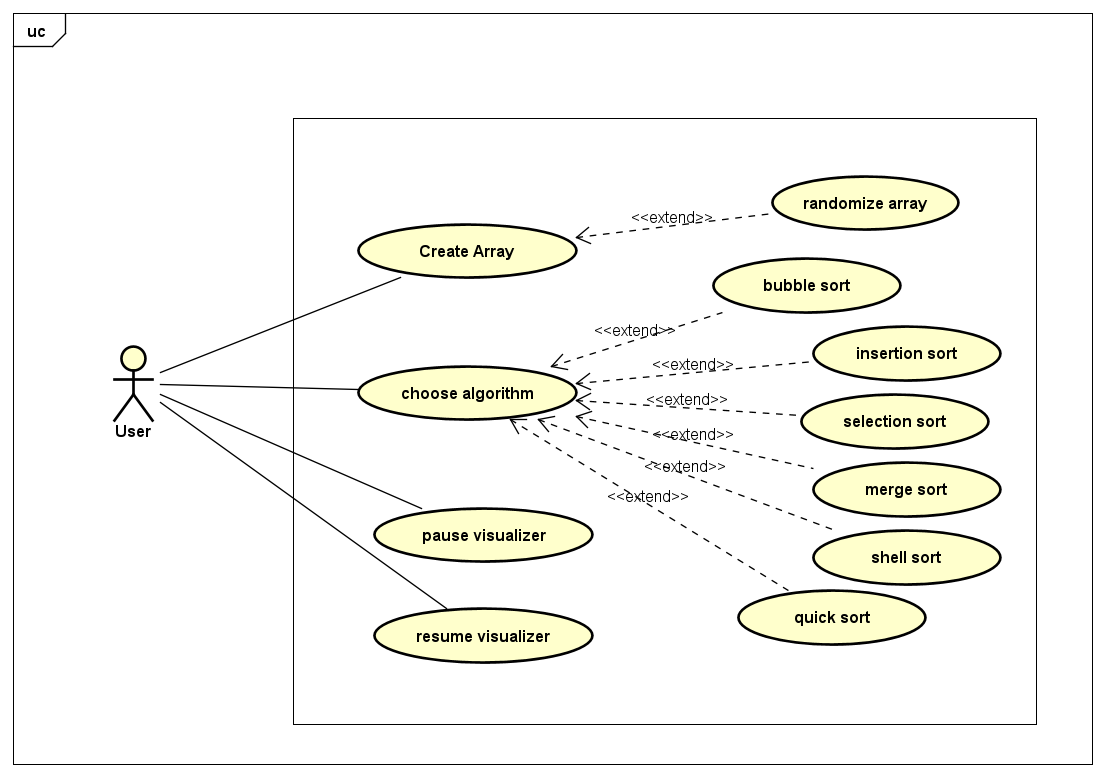 uc
<<extend>>
randomize array
Create Array
bubble sort
<<extend>>
insertion sort
<<extend>>
choose algorithm
<<extend>>
selection sort
User
<<extend>>
<<extend>>
merge sort
<<extend>>
pause visualizer
shell sort
quick sort
resume visualizer